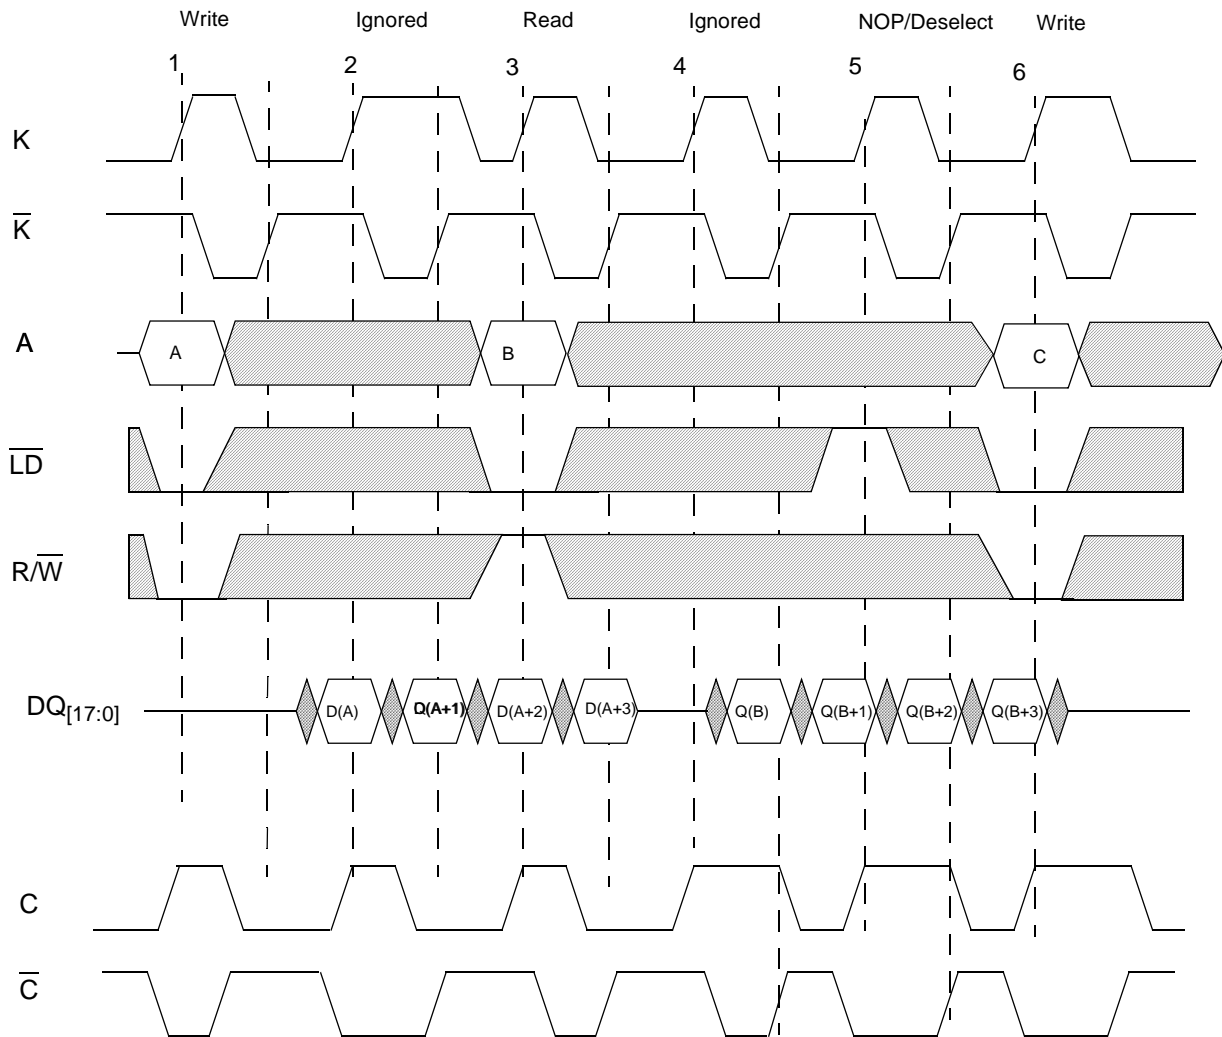 Write Ignored Read Ignored NOP/Deselect Write
1 2 3 4 5 6
K
K̅
A A B C
L̅D̅
R/W̅
DQ[17:0] D(A) D(A+1) D(A+2) D(A+3) Q(B) Q(B+1) Q(B+2) Q(B+3)
C
C̅